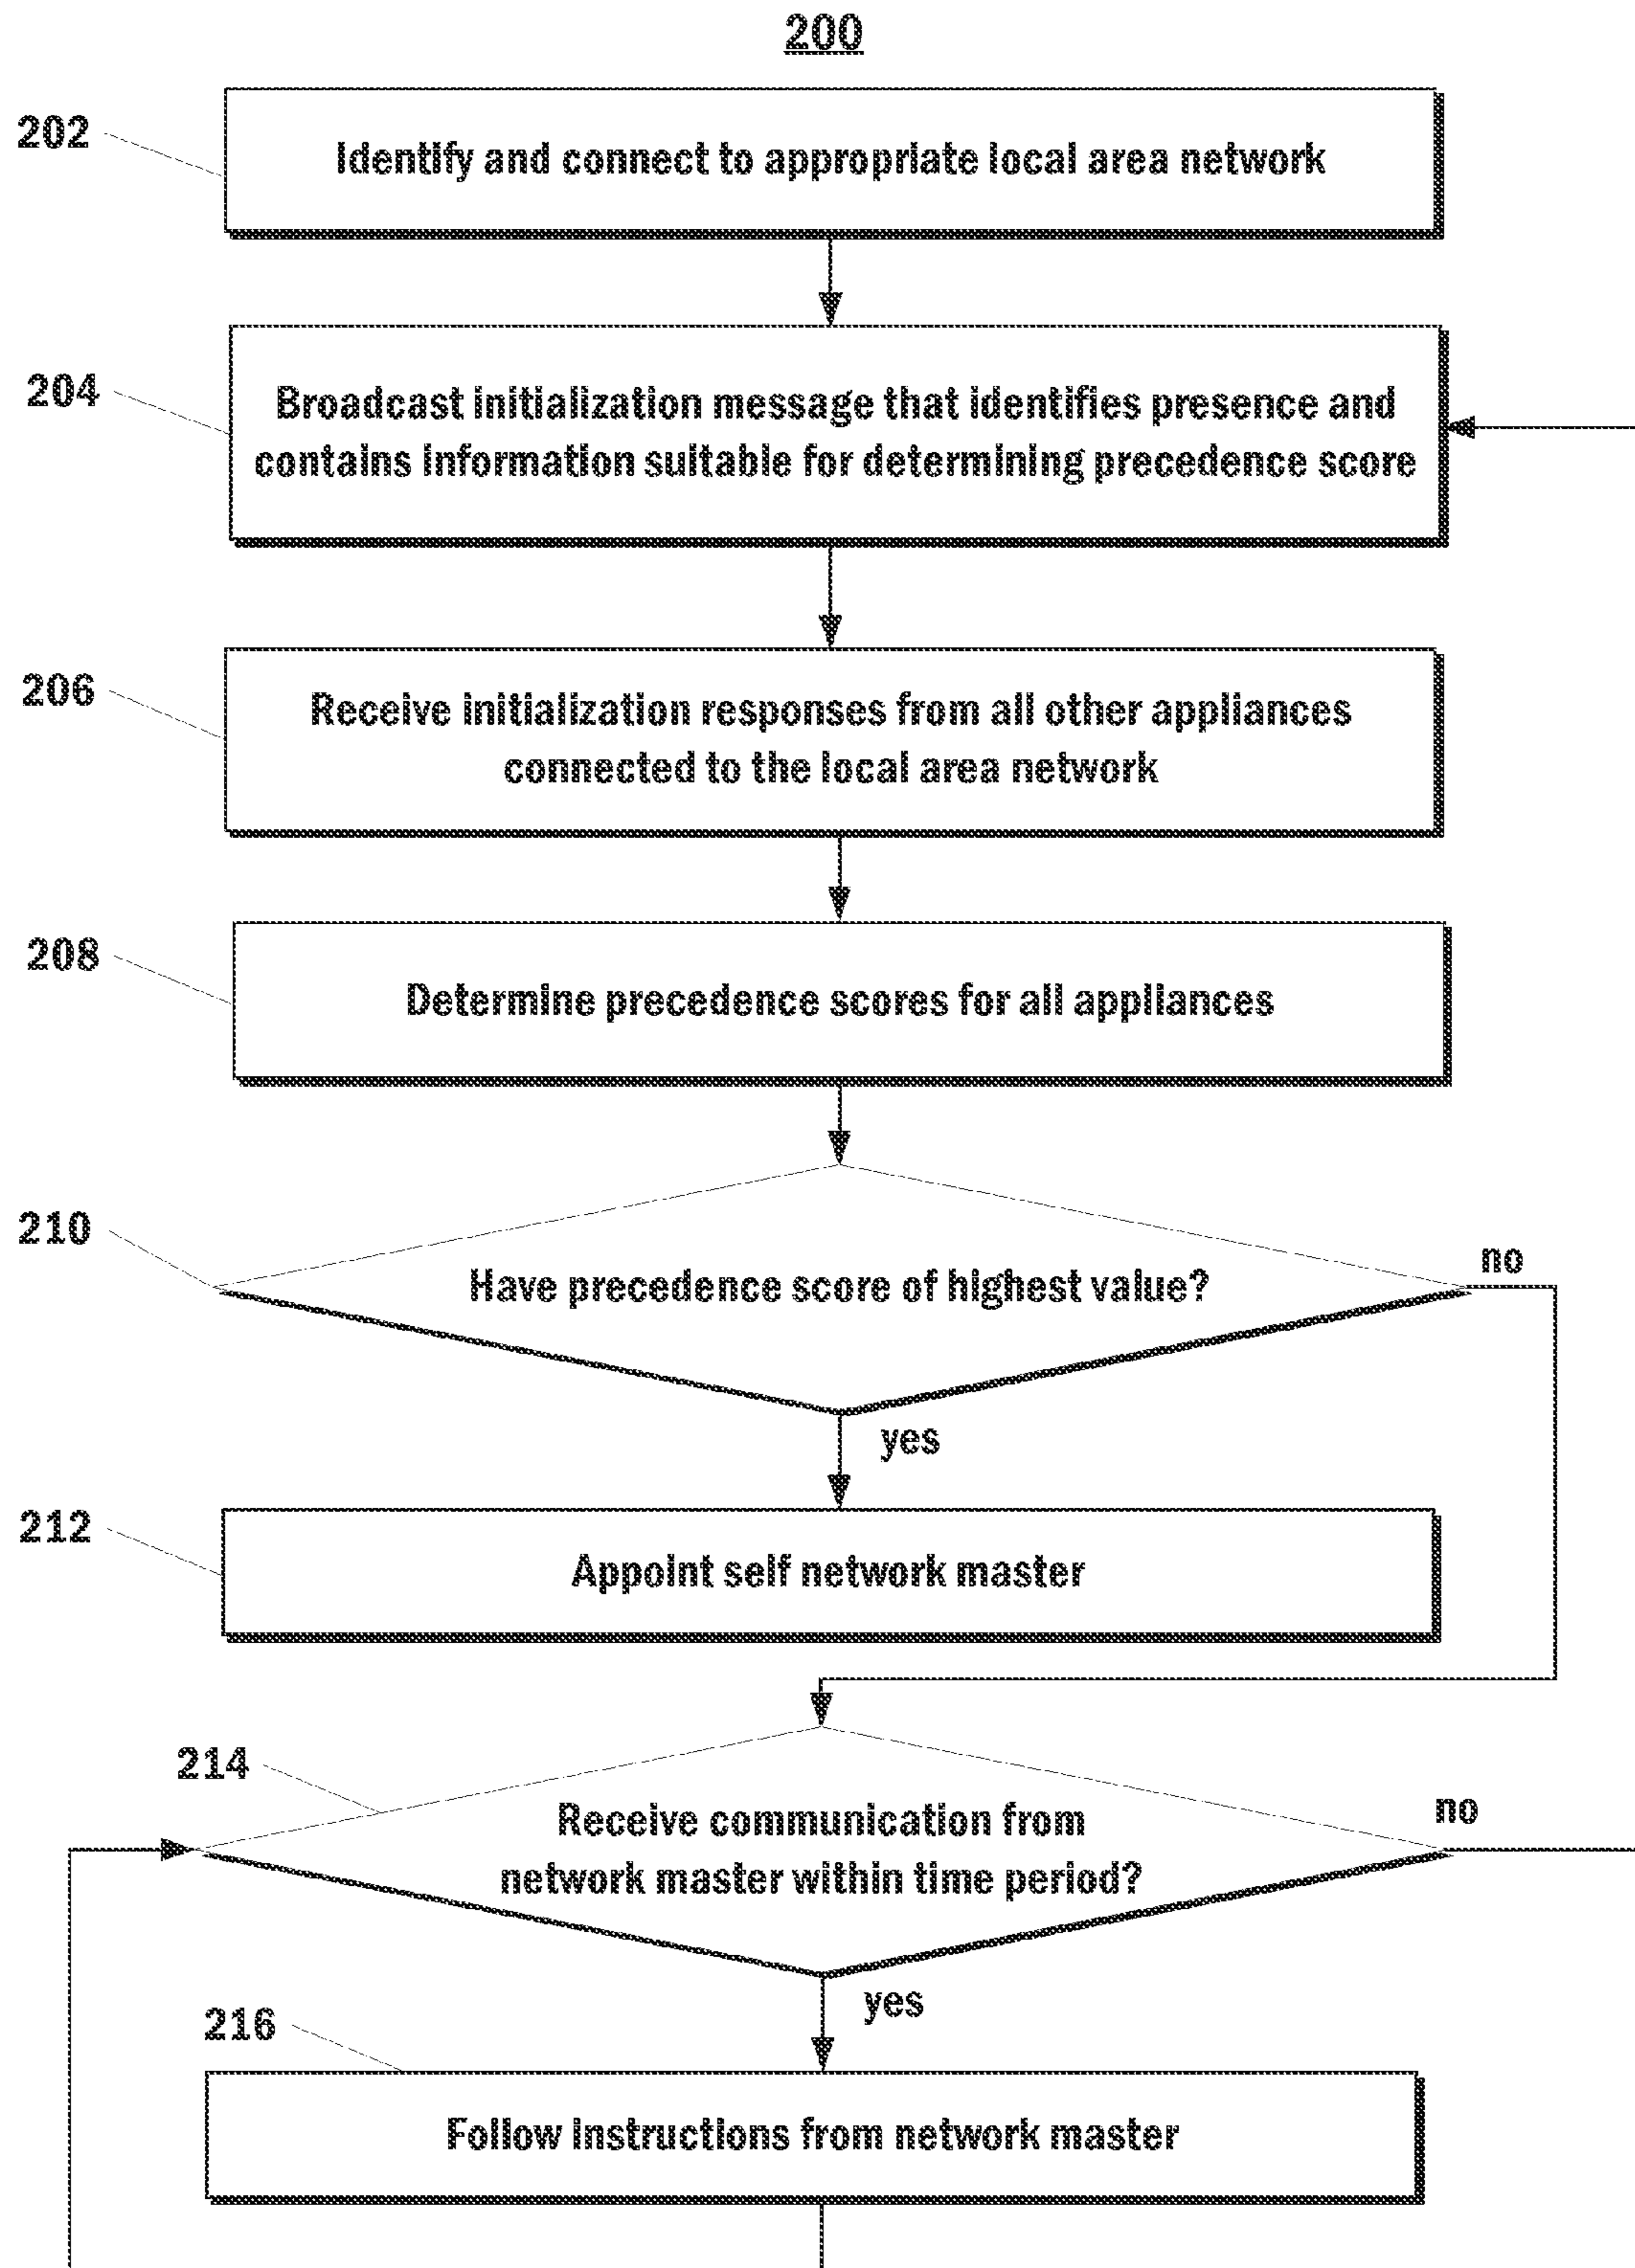 200
202
Identify and connect to appropriate local area network
204
Broadcast initialization message that identifies presence and
contains information suitable for determining precedence score
206
Receive initialization responses from all other appliances
connected to the local area network
208
Determine precedence scores for all appliances
210
Have precedence score of highest value?
no
yes
212
Appoint self network master
214
Receive communication from
network master within time period?
no
yes
216
Follow instructions from network master